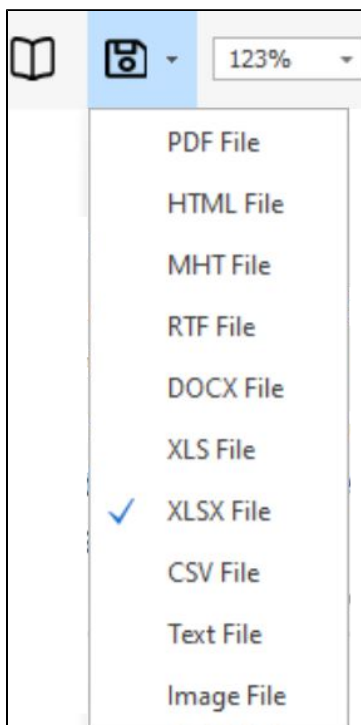 123%
PDF File
HTML File
MHT File
RTF File
DOCX File
XLS File
XLSX File
CSV File
Text File
Image File